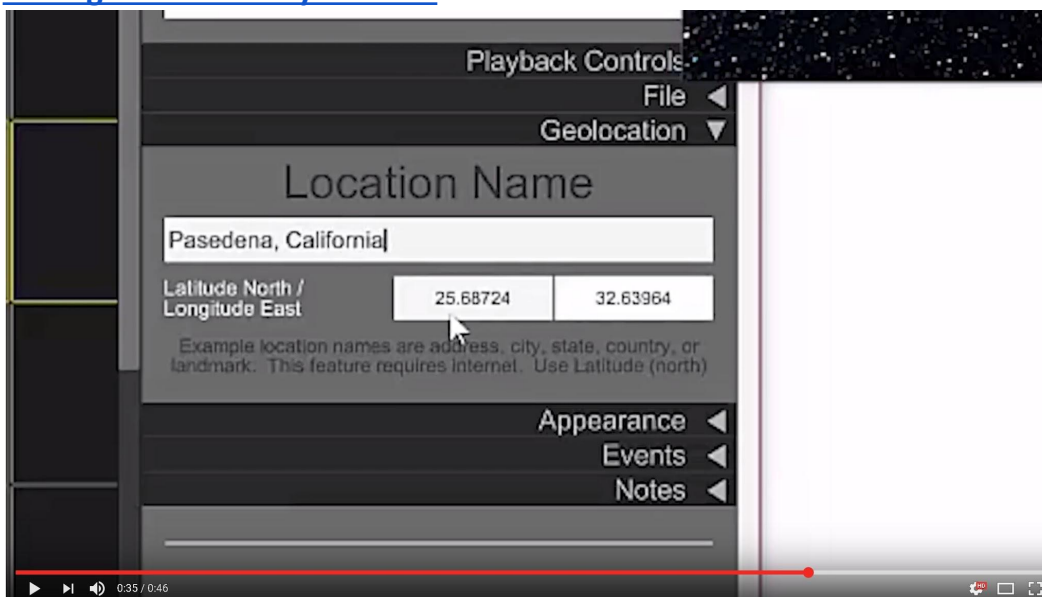 Playback Controls
File
Geolocation
Location Name
Pasedena, California
Latitude North /
Longitude East
25.68724
32.63964
Example location names are address, city, state, country, or
landmark. This feature requires Internet. Use Latitude (north)
Appearance
Events
Notes
0:35 / 0:46
HD